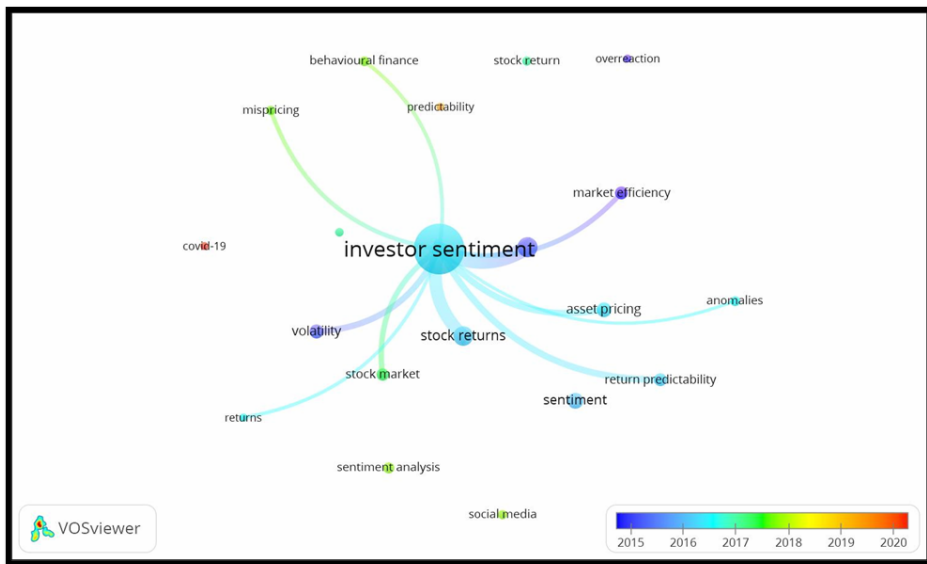 behavioural finance
stock return
overreaction
predictability
mispricing
market efficiency
covid-19
investor sentiment
anomalies
asset pricing
volatility
stock returns
stock market
return predictability
sentiment
returns
sentiment analysis
social media
VOSviewer
2015 2016 2017 2018 2019 2020